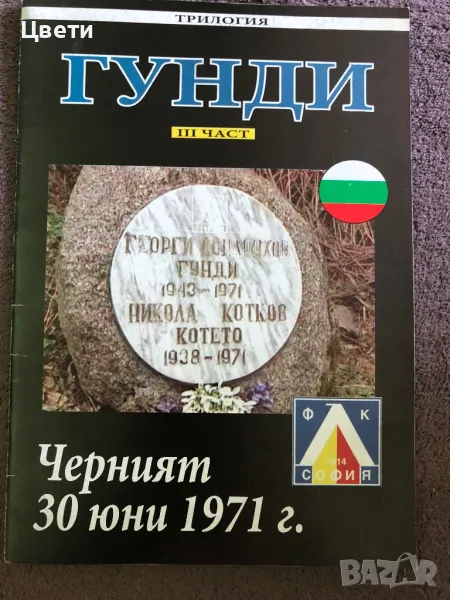 Цвети
ТРИЛОГИЯ
ГУНДИ
III ЧАСТ
ГЕОРГИ АСПАРУХОВ
ГУНДИ
1943-1971
НИКОЛА КОТКОВ
КОТЕТО
1938-1971
Ф К
1914
СОФИЯ
Черният
30 юни 1971 г.
BAZAR